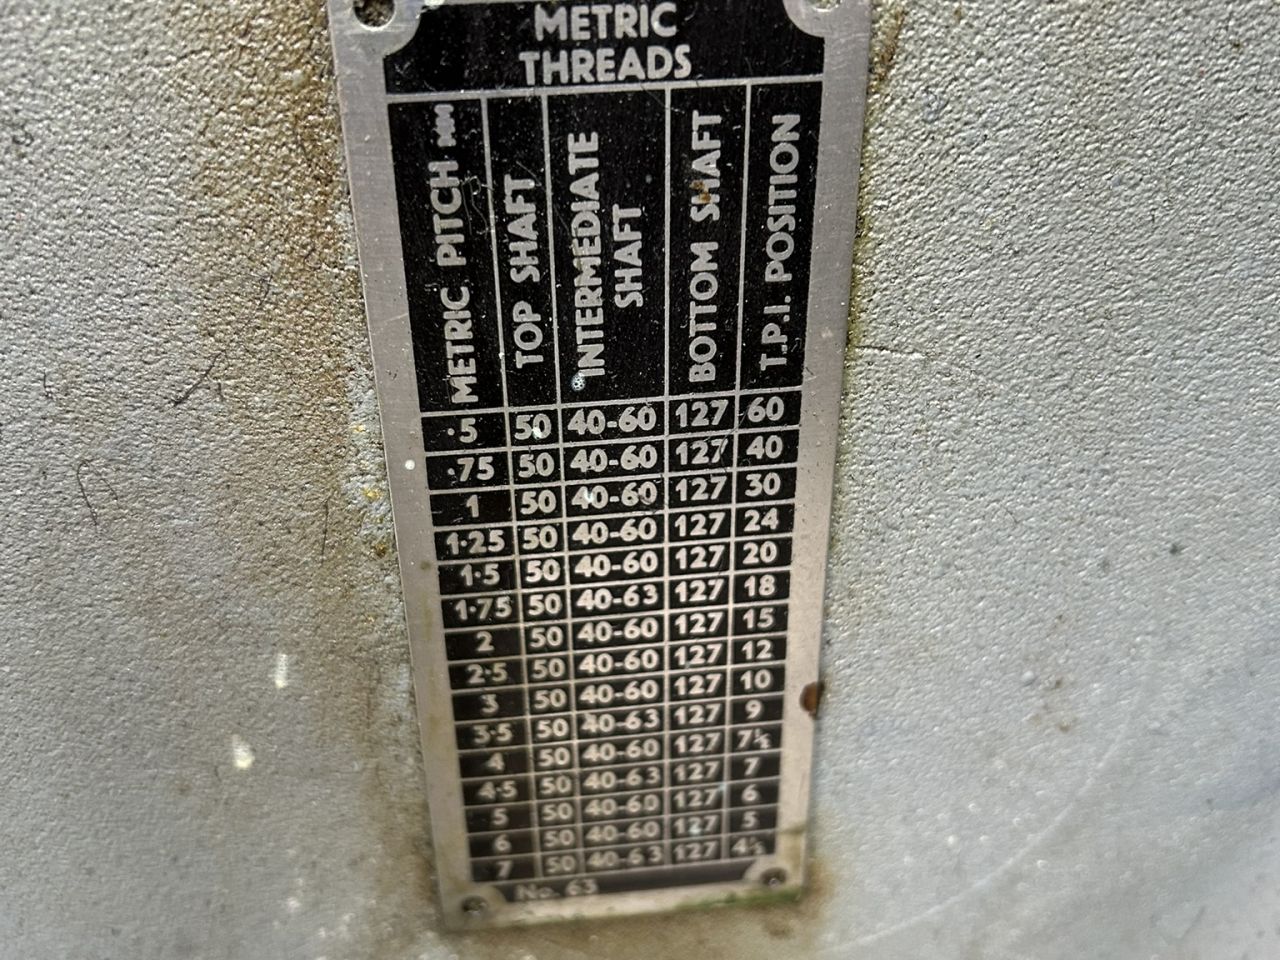 METRIC
THREADS
METRIC PITCH MM
TOP SHAFT
INTERMEDIATE
SHAFT
BOTTOM SHAFT
T.P.I. POSITION
·5 50 40-60 127 60
·75 50 40-60 127 40
1 50 40-60 127 30
1·25 50 40-60 127 24
1·5 50 40-60 127 20
1·75 50 40-63 127 18
2 50 40-60 127 15
2·5 50 40-60 127 12
3 50 40-60 127 10
3·5 50 40-63 127 9
4 50 40-60 127 7½
4·5 50 40-63 127 7
5 50 40-60 127 6
6 50 40-60 127 5
7 50 40-63 127 4½
No. 63